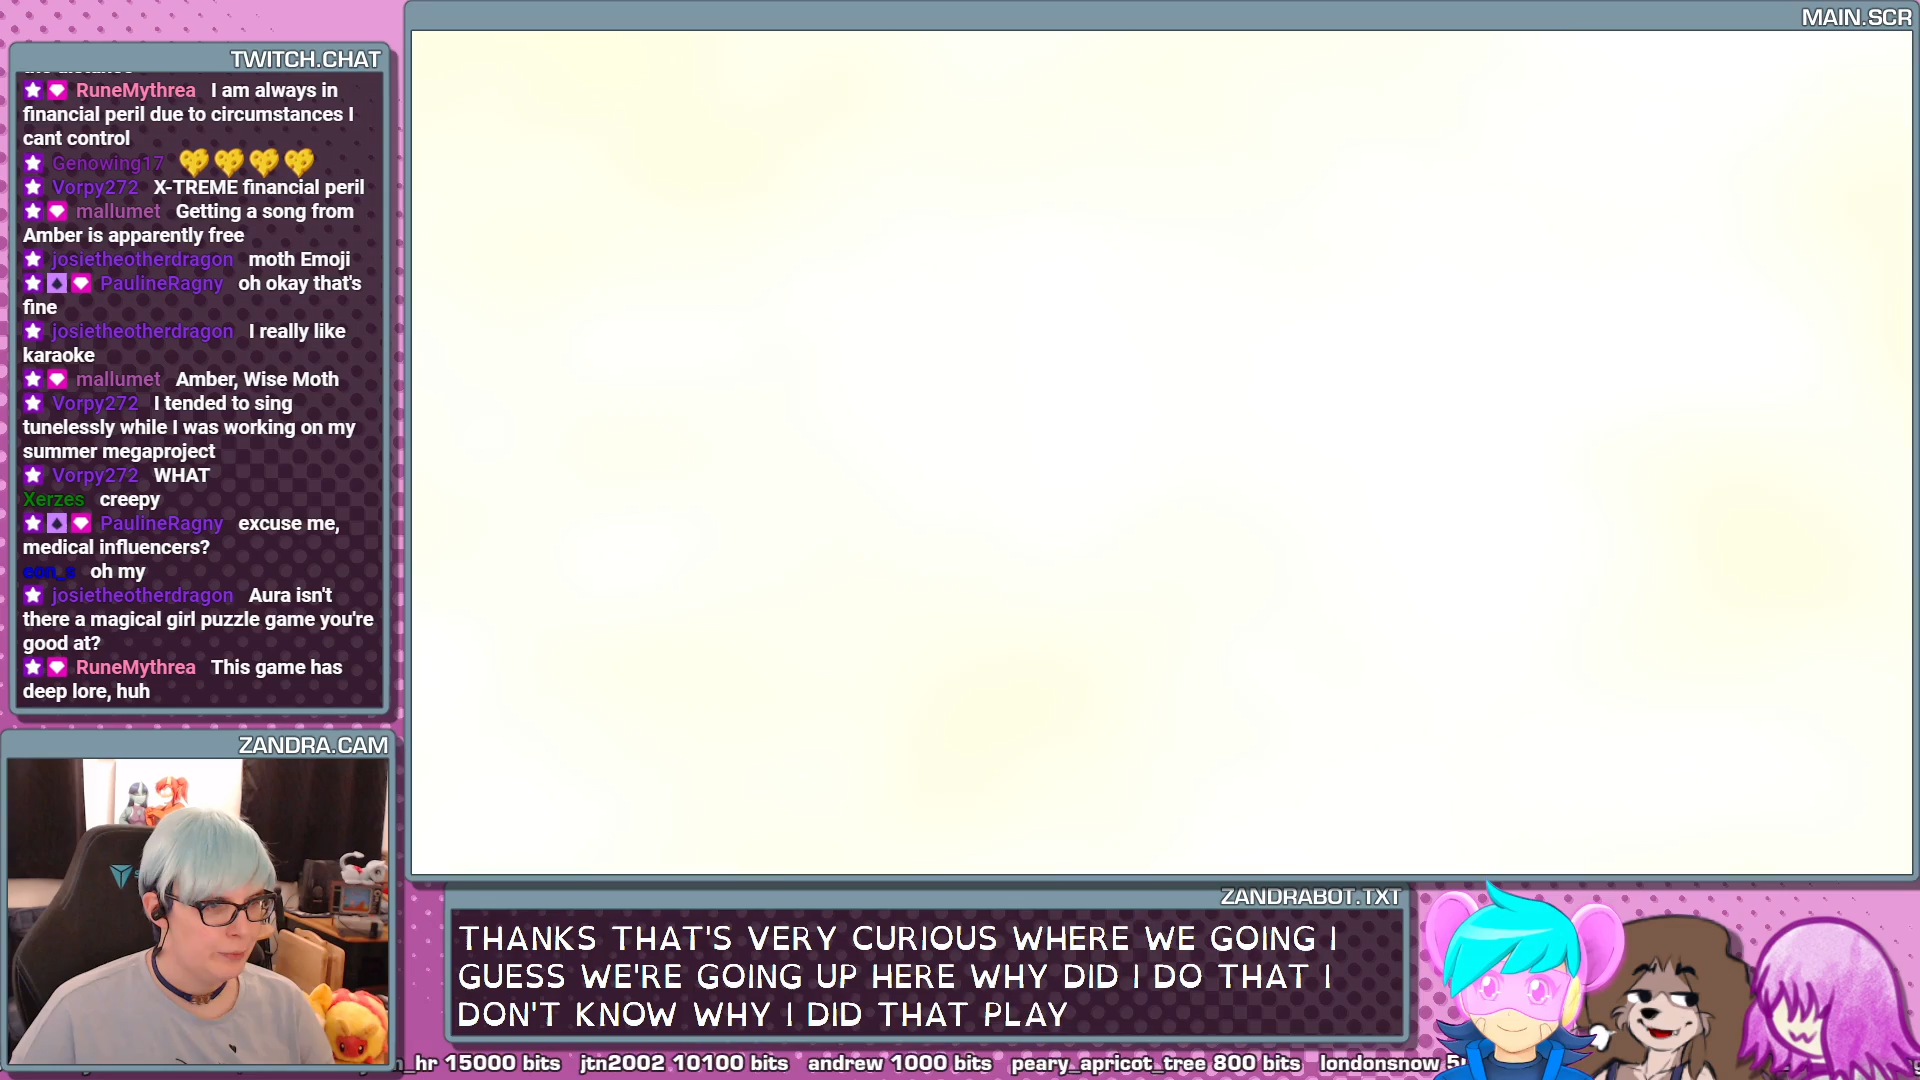 MAIN.SCR
TWITCH.CHAT
RuneMythrea I am always in
financial peril due to circumstances I
cant control
Genowing17
Vorpy272 X-TREME financial peril
mallumet Getting a song from
Amber is apparently free
josietheotherdragon moth Emoji
PaulineRagny oh okay that's
fine
josietheotherdragon I really like
karaoke
mallumet Amber, Wise Moth
Vorpy272 I tended to sing
tunelessly while I was working on my
summer megaproject
Vorpy272 WHAT
Xerzes creepy
PaulineRagny excuse me,
medical influencers?
eon_s oh my
josietheotherdragon Aura isn't
there a magical girl puzzle game you're
good at?
RuneMythrea This game has
deep lore, huh
ZANDRA.CAM
ZANDRABOT.TXT
THANKS THAT'S VERY CURIOUS WHERE WE GOING I
GUESS WE'RE GOING UP HERE WHY DID I DO THAT I
DON'T KNOW WHY I DID THAT PLAY
_hr 15000 bits jtn2002 10100 bits andrew 1000 bits peary_apricot_tree 800 bits londonsnow